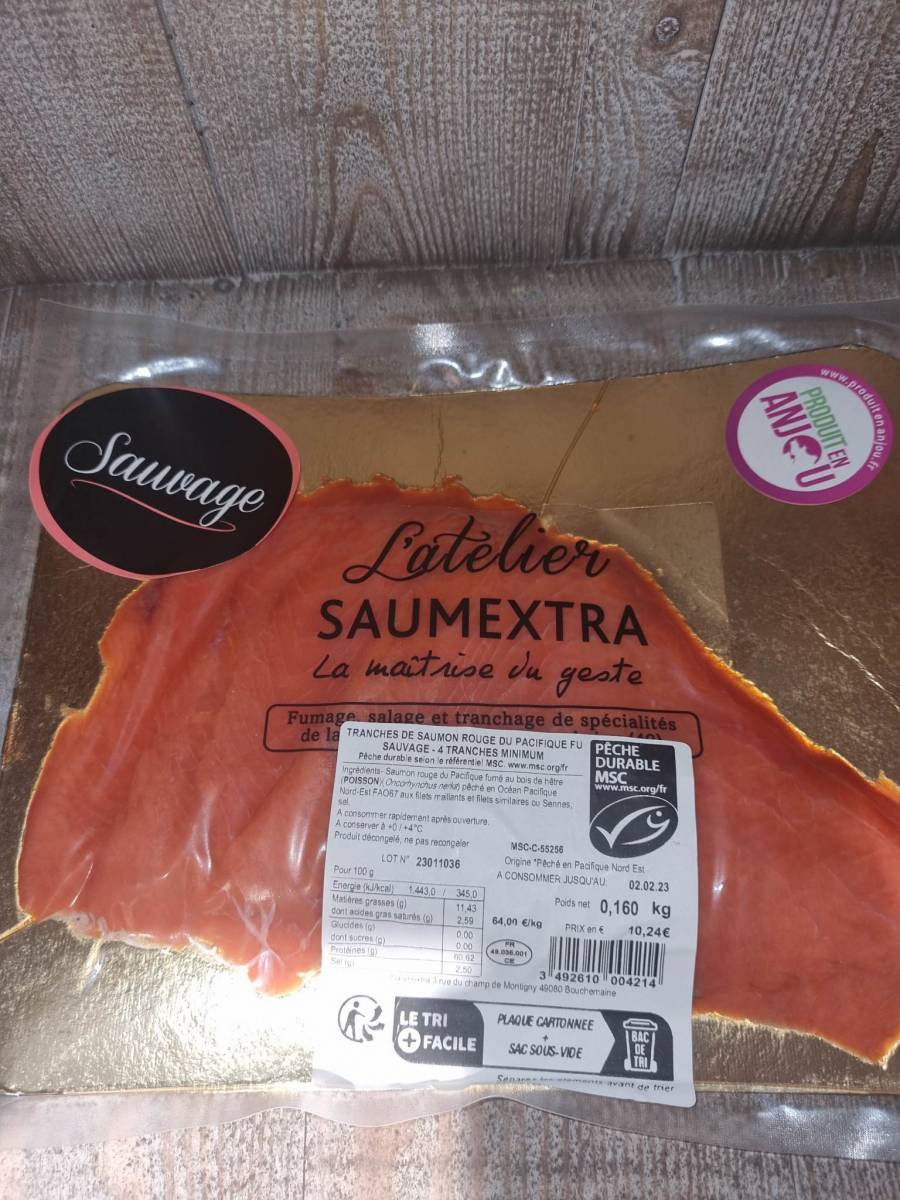 Sauvage
www.produitenanjou.fr
PRODUIT EN
ANJOU
L'atelier
SAUMEXTRA
La maîtrise du geste
Fumage, salage et tranchage de spécialités
de la
TRANCHES DE SAUMON ROUGE DU PACIFIQUE FU
SAUVAGE - 4 TRANCHES MINIMUM
Pêche durable selon le référentiel MSC. www.msc.org/fr
Ingrédients- Saumon rouge du Pacifique fumé au bois de hêtre
(POISSON)( Oncorhynchus nerka) pêché en Océan Pacifique
Nord-Est FAO67 aux filets maillants et filets similaires ou Sennes,
sel.
A consommer rapidement après ouverture.
A conserver à +0 / +4°C
Produit décongelé, ne pas recongeler
PÊCHE
DURABLE
MSC
www.msc.org/fr
MSC-C-55256
LOT N° 23011036
Origine "Pêché en Pacifique Nord Est
A CONSOMMER JUSQU'AU: 02.02.23
Pour 100 g
Energie (kJ/kcal) 1.443,0 / 345,0
Matières grasses (g) 11,43
dont acides gras saturés (g) 2,59
Glucides (g) 0,00
dont sucres (g) 0,00
Protéines (g) 60,62
Sel (g) 2,50
Poids net 0,160 kg
64,00 €/kg
PRIX en € 10,24€
FR
49.036.001
CE
3 492610 004214
3 rue du champ de Montigny 49080 Bouchemaine
LE TRI
+ FACILE
PLAQUE CARTONNEE
+
SAC SOUS-VIDE
BAC
DE
TRI
Séparez les éléments avant de trier